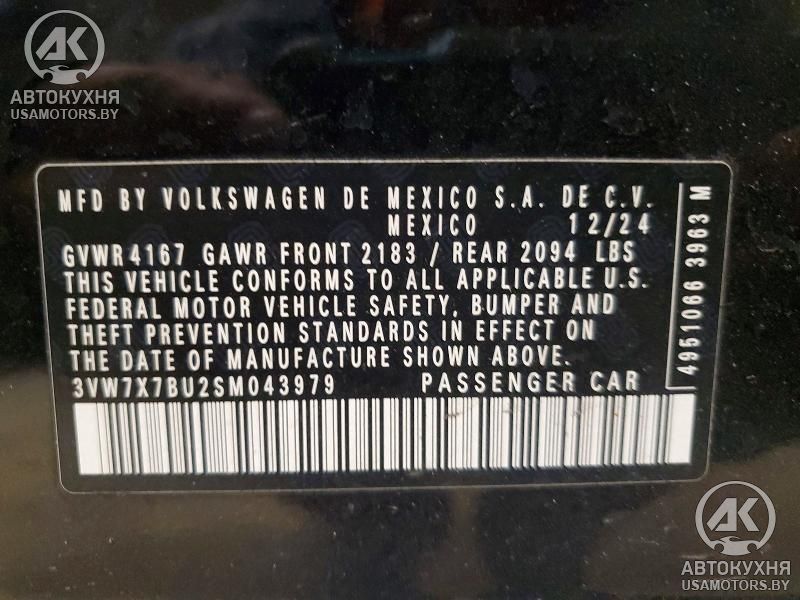 AK
АВТОКУХНЯ
USAMOTORS.BY
MFD BY VOLKSWAGEN DE MEXICO S.A. DE C.V.
MEXICO 12/24
GVWR 4167 GAWR FRONT 2183 / REAR 2094 LBS
THIS VEHICLE CONFORMS TO ALL APPLICABLE U.S.
FEDERAL MOTOR VEHICLE SAFETY, BUMPER AND
THEFT PREVENTION STANDARDS IN EFFECT ON
THE DATE OF MANUFACTURE SHOWN ABOVE.
3VW7X7BU2SM043979 PASSENGER CAR
4951066 3963 M
AK
АВТОКУХНЯ
USAMOTORS.BY